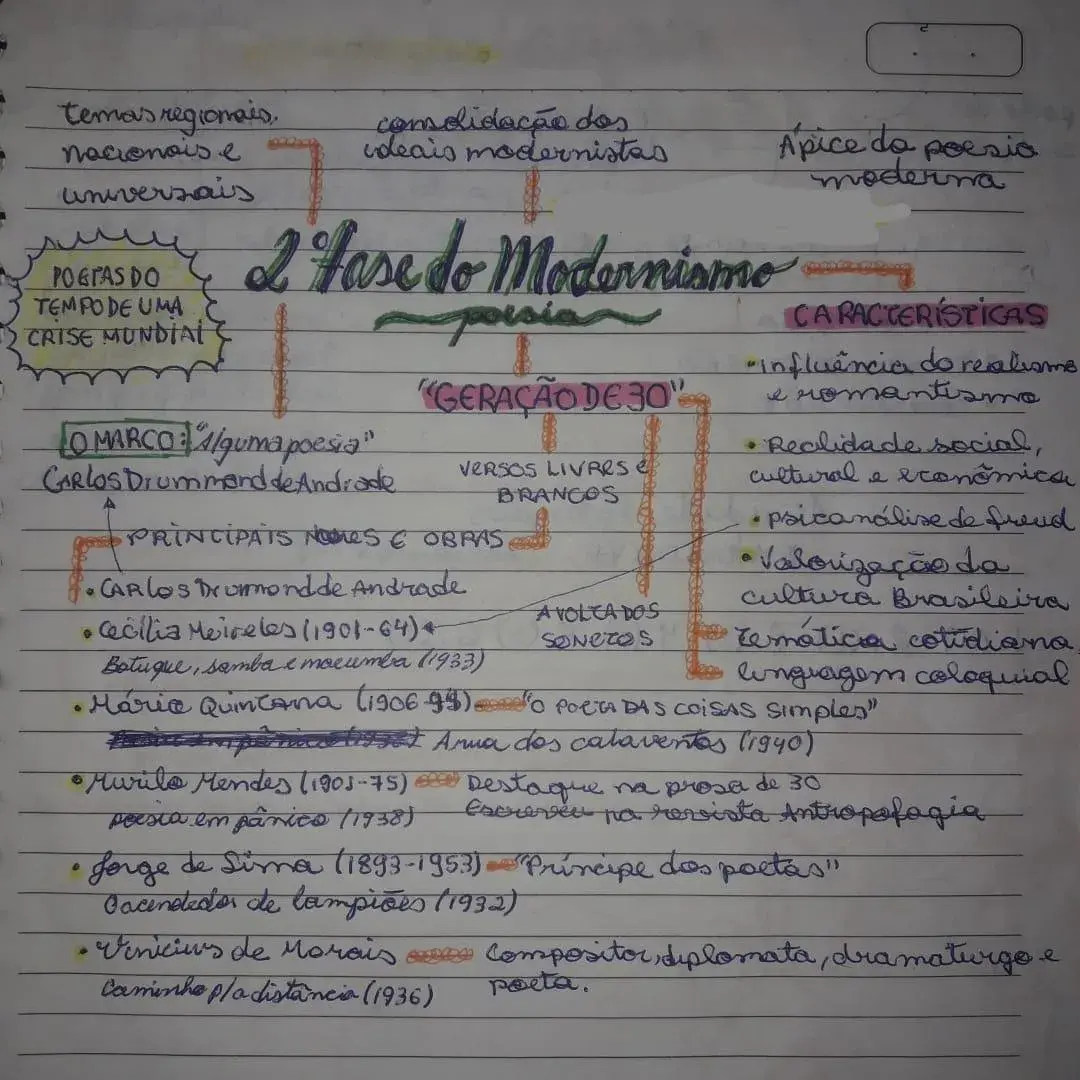 temas regionais,
nacionais e
universais
consolidação dos
ideais modernistas
Ápice da poesia
moderna
2ª fase do Modernismo
poesia
POETAS DO
TEMPO DE UMA
CRISE MUNDIAL
CARACTERÍSTICAS
• influência do realismo
e romantismo
• Realidade social,
cultural e econômica
• psicanálise de freud
• Valorização da
cultura Brasileira
Temática cotidiana,
linguagem coloquial
"GERAÇÃO DE 30"
VERSOS LIVRES E
BRANCOS
A VOLTA DOS
SONETOS
O MARCO: "Alguma poesia"
CARLOS Drummond de Andrade
PRINCIPAIS NOMES E OBRAS
• CARLOS Drumond de Andrade
• Cecília Meireles (1901-64)
Batuque, samba e macumba (1933)
• Mário Quintana (1906-94) "O POETA DAS COISAS Simples"
A rua dos cataventos (1940)
• Murilo Mendes (1901-75) Destaque na prosa de 30
poesia em pânico (1938) Escreveu na revista Antropofagia
• Jorge de Lima (1893-1953) "Príncipe dos poetas"
O acendedor de lampiões (1932)
• Vinicius de Morais Compositor, diplomata, dramaturgo e
Caminho p/ a distância (1936) poeta.